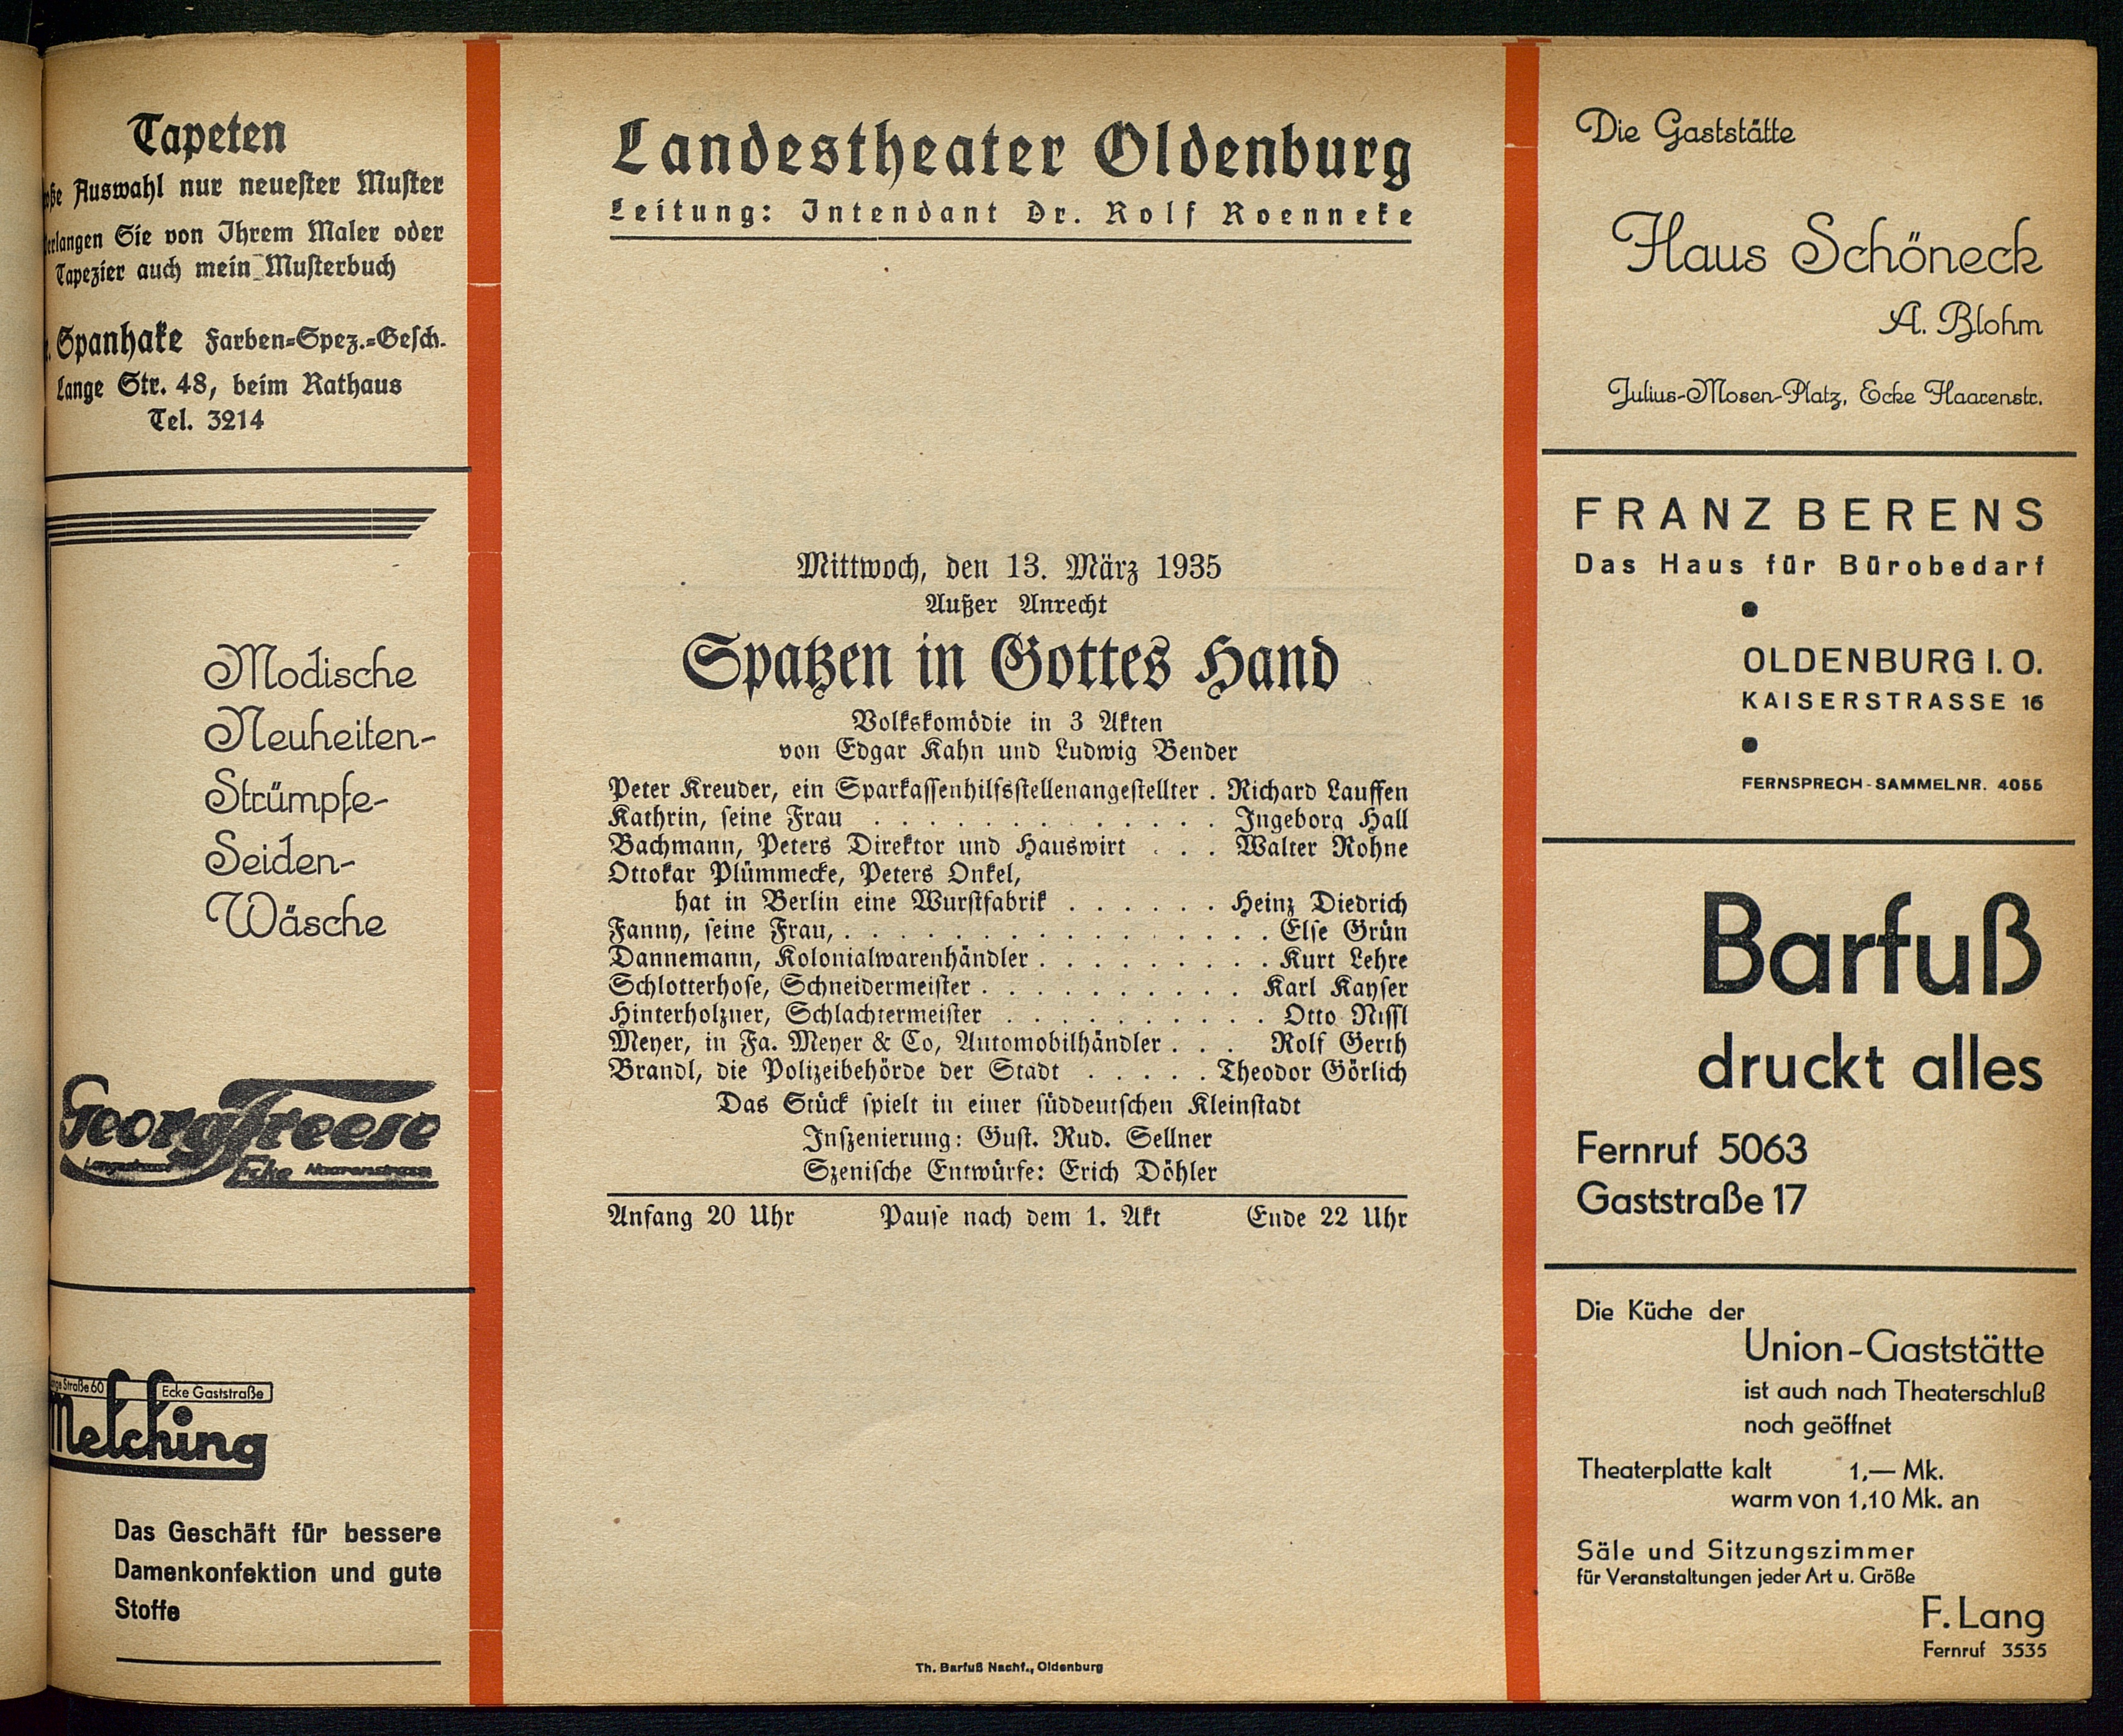 Tapeten
Auswahl nur neuester Muster
Sie von Ihrem Maler oder
Tapezier auch mein Musterbuch
Spanhake Farben-Spez.-Gesch.
Lange Str. 48, beim Rathaus
Tel. 3214
Modische
Neuheiten-
Strümpfe-
Seiden-
Wäsche
Georg Freese
Ecke Haarenstrasse
Straße 60 Ecke Gaststraße
Melching
Das Geschäft für bessere
Damenkonfektion und gute
Stoffe
Landestheater Oldenburg
Leitung: Intendant Dr. Rolf Roenneke
Mittwoch, den 13. März 1935
Außer Anrecht
Spatzen in Gottes Hand
Volkskomödie in 3 Akten
von Edgar Kahn und Ludwig Bender
Peter Kreuder, ein Sparkassenhilfsstellenangestellter . Richard Lauffen
Kathrin, seine Frau . . . . . . . . . . . . . Ingeborg Hall
Bachmann, Peters Direktor und Hauswirt . . . Walter Rohne
Ottokar Plümmecke, Peters Onkel,
hat in Berlin eine Wurstfabrik . . . . . . Heinz Diedrich
Fanny, seine Frau, . . . . . . . . . . . . . . . . Else Grün
Dannemann, Kolonialwarenhändler . . . . . . . . . Kurt Lehre
Schlotterhose, Schneidermeister . . . . . . . . . . Karl Kayser
Hinterholzner, Schlachtermeister . . . . . . . . . . Otto Nissl
Meyer, in Fa. Meyer & Co, Automobilhändler . . . Rolf Gerth
Brandl, die Polizeibehörde der Stadt . . . . . Theodor Görlich
Das Stück spielt in einer süddeutschen Kleinstadt
Inszenierung: Gust. Rud. Sellner
Szenische Entwürfe: Erich Döhler
Anfang 20 Uhr Pause nach dem 1. Akt Ende 22 Uhr
Th. Barfuß Nachf., Oldenburg
Die Gaststätte
Haus Schöneck
A. Blohm
Julius-Mosen-Platz, Ecke Haarenstr.
FRANZ BERENS
Das Haus für Bürobedarf
OLDENBURG I. O.
KAISERSTRASSE 16
FERNSPRECH-SAMMELNR. 4055
Barfuß
druckt alles
Fernruf 5063
Gaststraße 17
Die Küche der
Union-Gaststätte
ist auch nach Theaterschluß
noch geöffnet
Theaterplatte kalt 1,— Mk.
warm von 1,10 Mk. an
Säle und Sitzungszimmer
für Veranstaltungen jeder Art u. Größe
F. Lang
Fernruf 3535